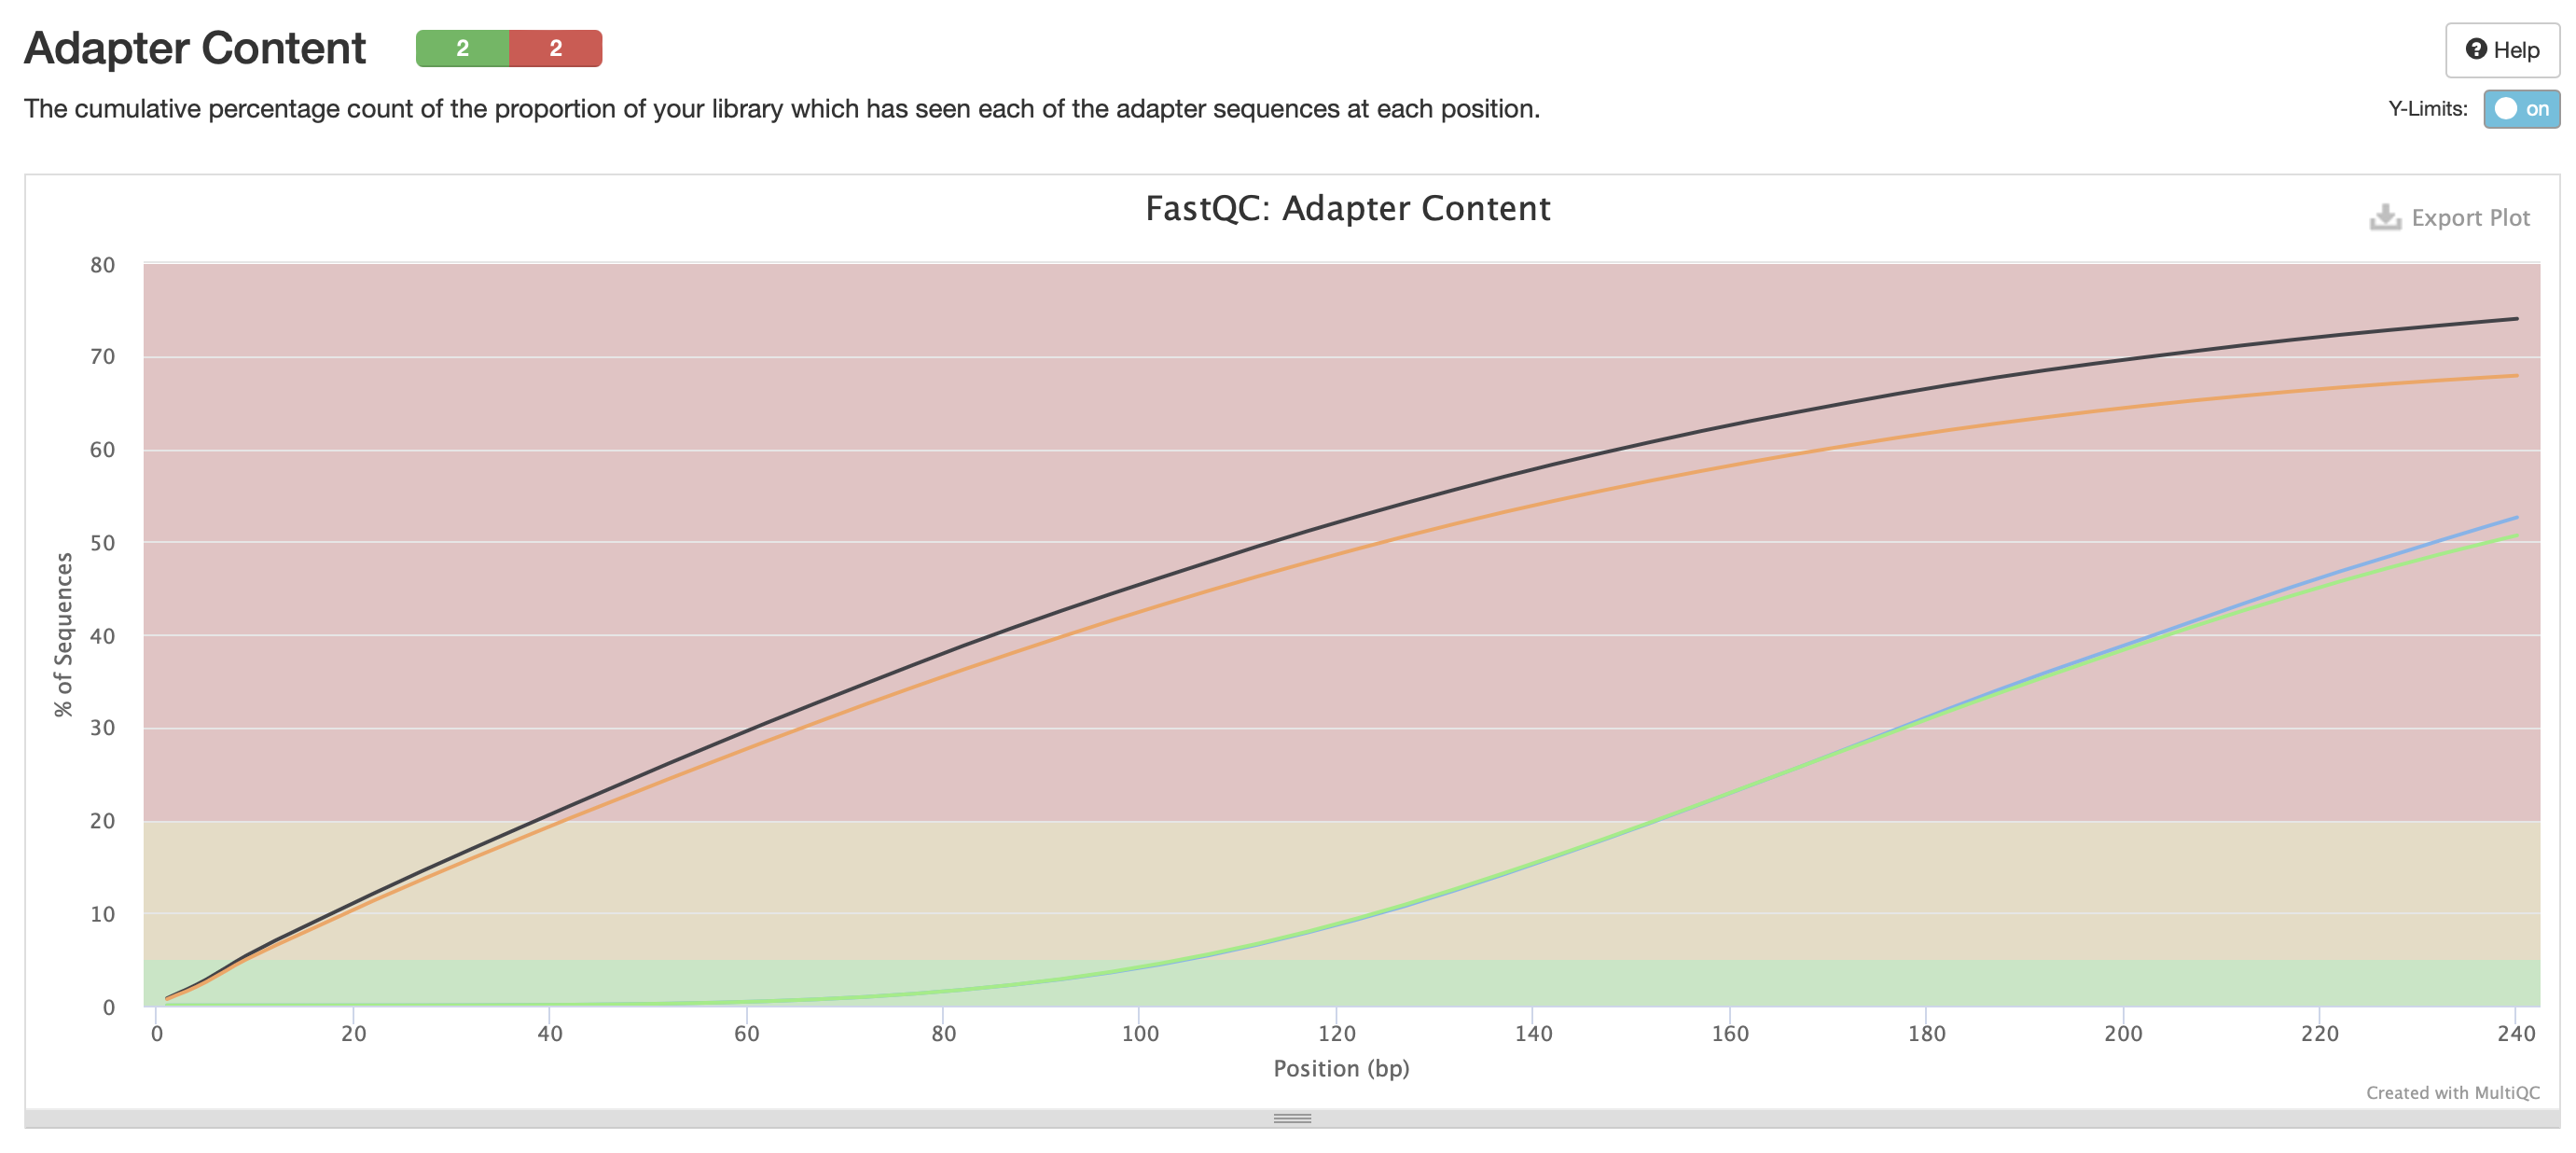 Adapter Content 2 2 Help
The cumulative percentage count of the proportion of your library which has seen each of the adapter sequences at each position. Y-Limits: on
FastQC: Adapter Content
Export Plot
80
70
60
50
40
30
20
10
0
% of Sequences
0 20 40 60 80 100 120 140 160 180 200 220 240
Position (bp)
Created with MultiQC